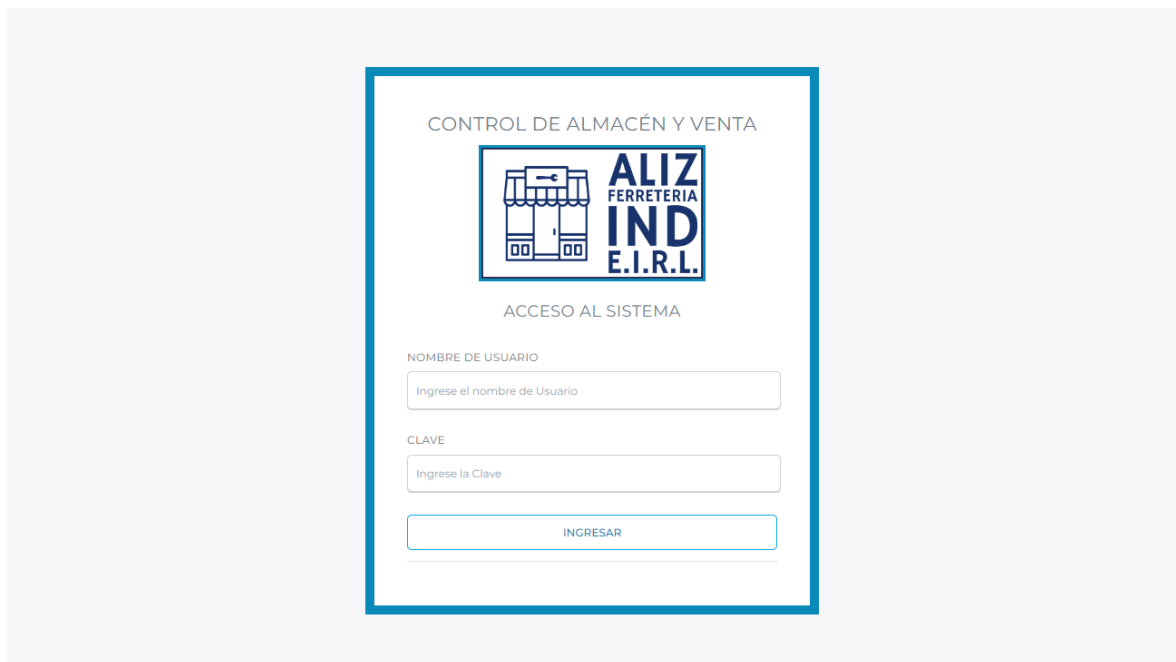 CONTROL DE ALMACÉN Y VENTA
ALIZ
FERRETERIA
IND
E.I.R.L.
ACCESO AL SISTEMA
NOMBRE DE USUARIO
Ingrese el nombre de Usuario
CLAVE
Ingrese la Clave
INGRESAR